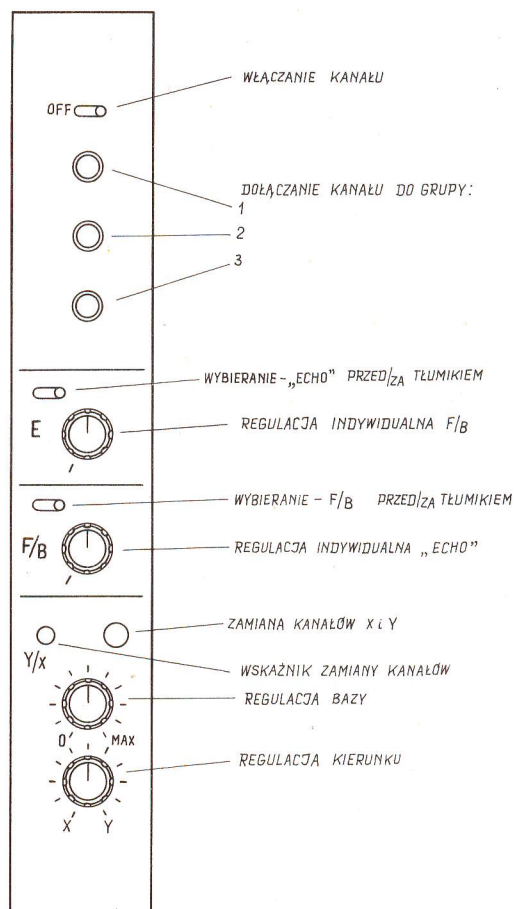 WŁĄCZANIE KANAŁU
OFF
DOŁĄCZANIE KANAŁU DO GRUPY:
1
2
3
WYBIERANIE-„ECHO" PRZED/ZA TŁUMIKIEM
E
REGULACJA INDYWIDUALNA F/B
WYBIERANIE - F/B PRZED/ZA TŁUMIKIEM
F/B
REGULACJA INDYWIDUALNA „ECHO"
ZAMIANA KANAŁÓW X i Y
Y/X
WSKAŹNIK ZAMIANY KANAŁÓW
REGULACJA BAZY
0 MAX
REGULACJA KIERUNKU
X Y